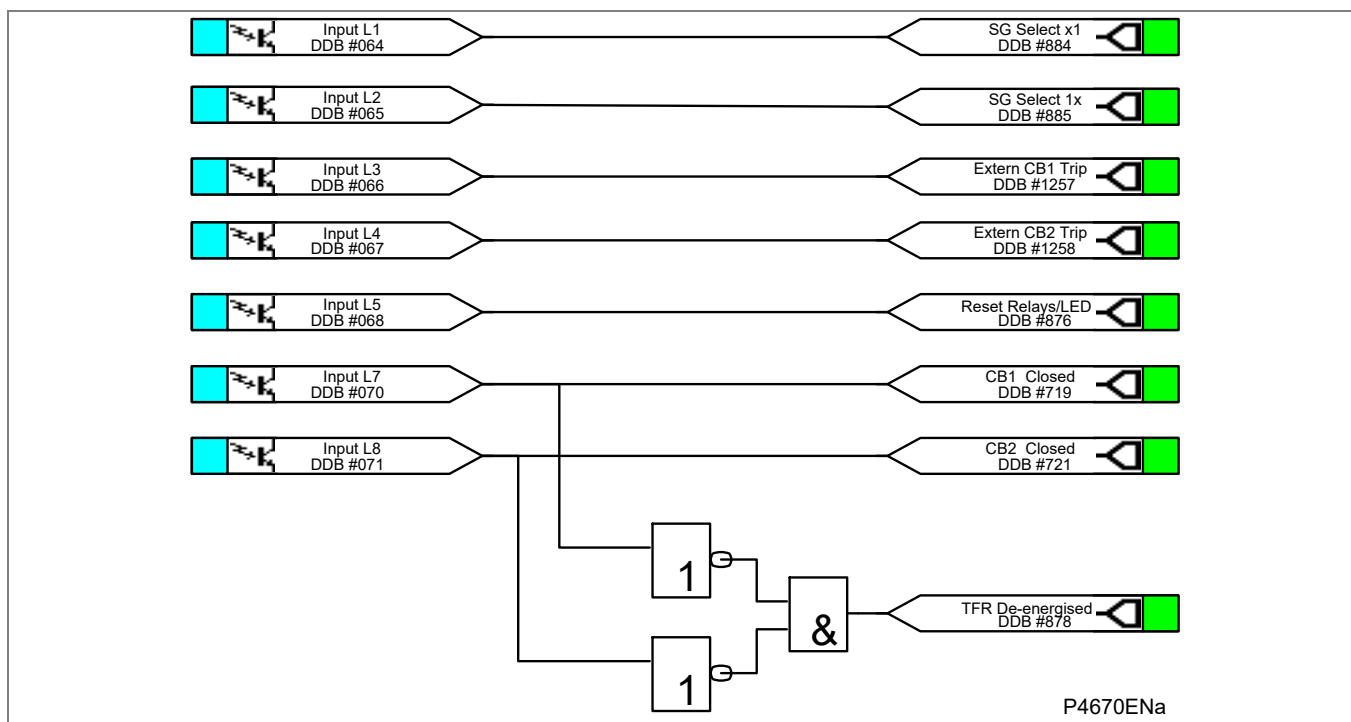 Input L1
DDB #064
SG Select x1
DDB #884
Input L2
DDB #065
SG Select 1x
DDB #885
Input L3
DDB #066
Extern CB1 Trip
DDB #1257
Input L4
DDB #067
Extern CB2 Trip
DDB #1258
Input L5
DDB #068
Reset Relays/LED
DDB #876
Input L7
DDB #070
CB1 Closed
DDB #719
Input L8
DDB #071
CB2 Closed
DDB #721
1
&
1
TFR De-energised
DDB #878
P4670ENa